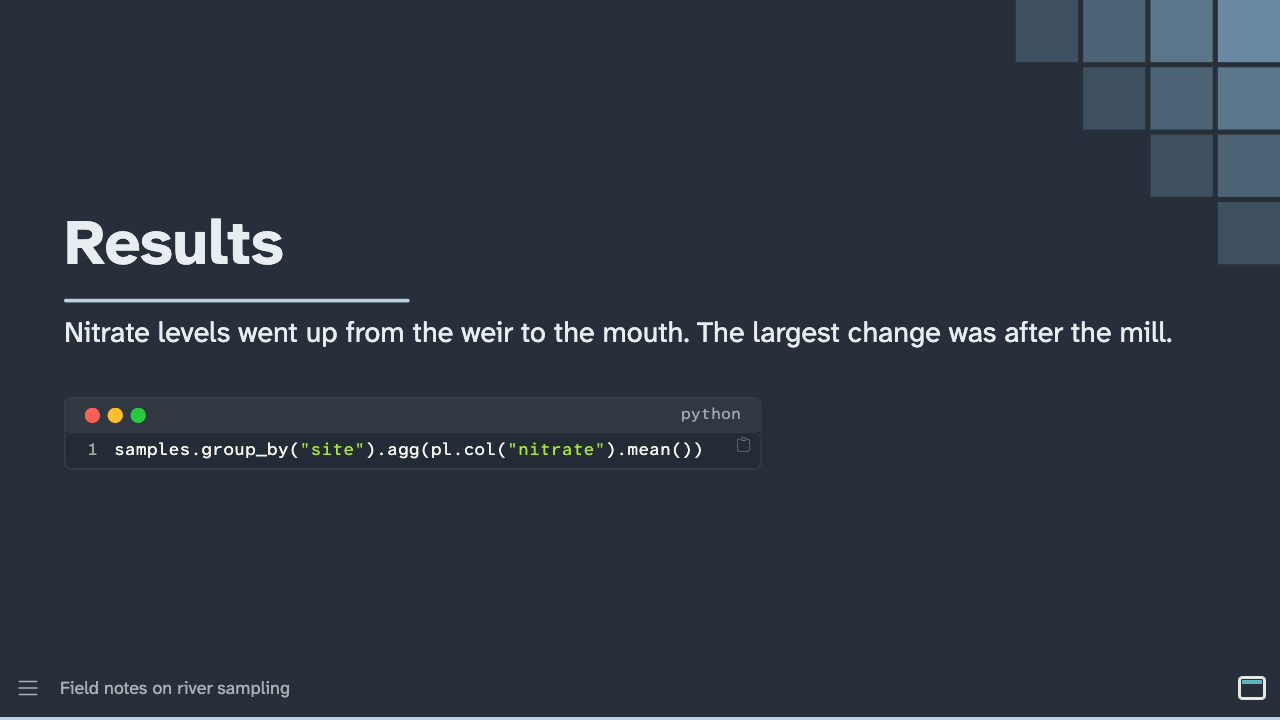 Results
Nitrate levels went up from the weir to the mouth. The largest change was after the mill.
python
1 samples.group_by("site").agg(pl.col("nitrate").mean())
Field notes on river sampling